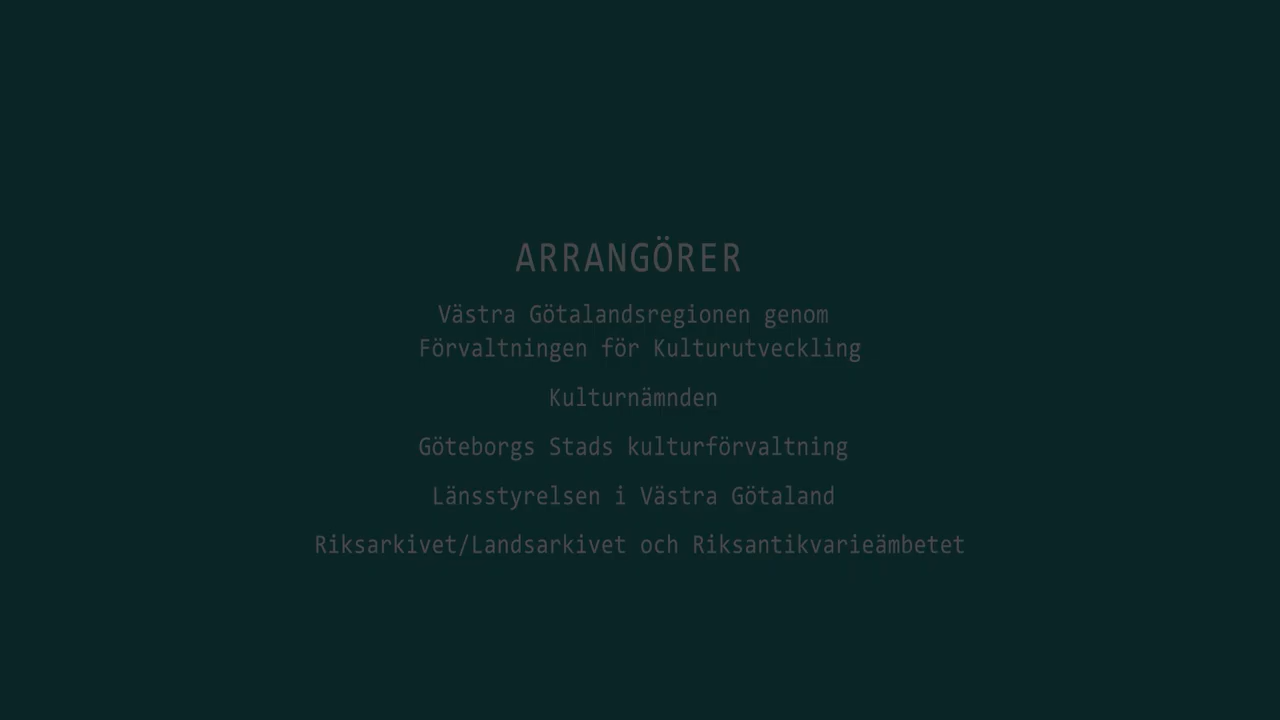 ARRANGÖRER
Västra Götalandsregionen genom
Förvaltningen för Kulturutveckling
Kulturnämnden
Göteborgs Stads kulturförvaltning
Länsstyrelsen i Västra Götaland
Riksarkivet/Landsarkivet och Riksantikvarieämbetet